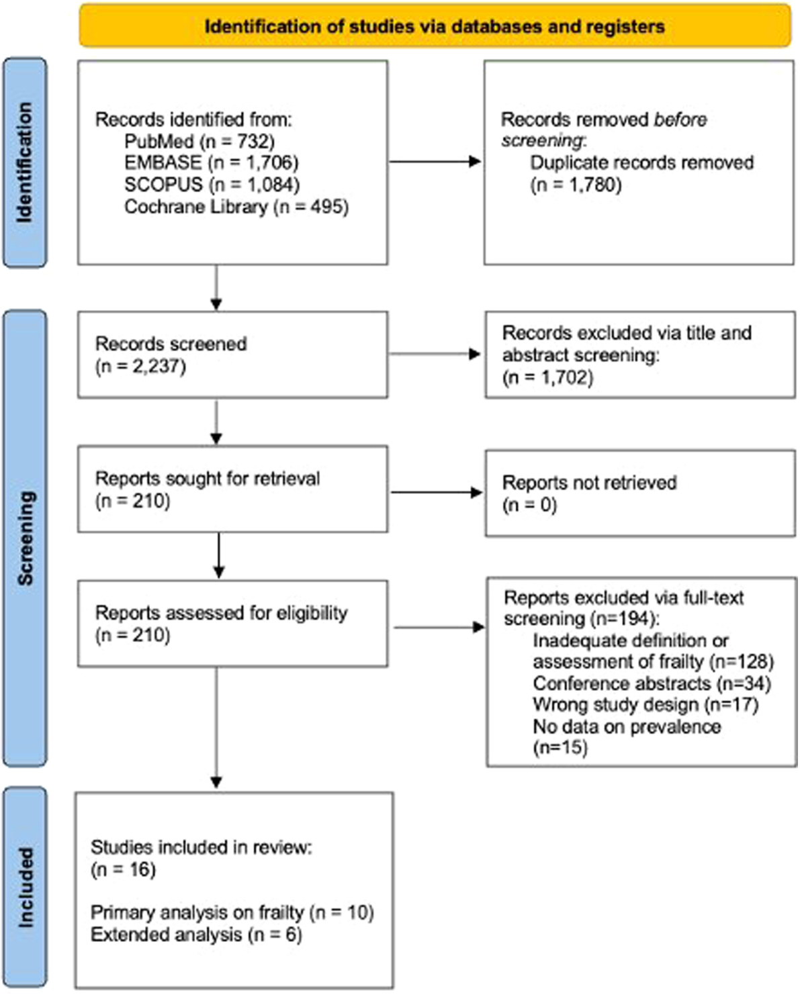 Identification of studies via databases and registers
Identification
Records identified from:
PubMed (n = 732)
EMBASE (n = 1,706)
SCOPUS (n = 1,084)
Cochrane Library (n = 495)
Records removed before
screening:
Duplicate records removed
(n = 1,780)
Screening
Records screened
(n = 2,237)
Records excluded via title and
abstract screening:
(n = 1,702)
Reports sought for retrieval
(n = 210)
Reports not retrieved
(n = 0)
Reports assessed for eligibility
(n = 210)
Reports excluded via full-text
screening (n=194):
Inadequate definition or
assessment of frailty (n=128)
Conference abstracts (n=34)
Wrong study design (n=17)
No data on prevalence
(n=15)
Included
Studies included in review:
(n = 16)
Primary analysis on frailty (n = 10)
Extended analysis (n = 6)